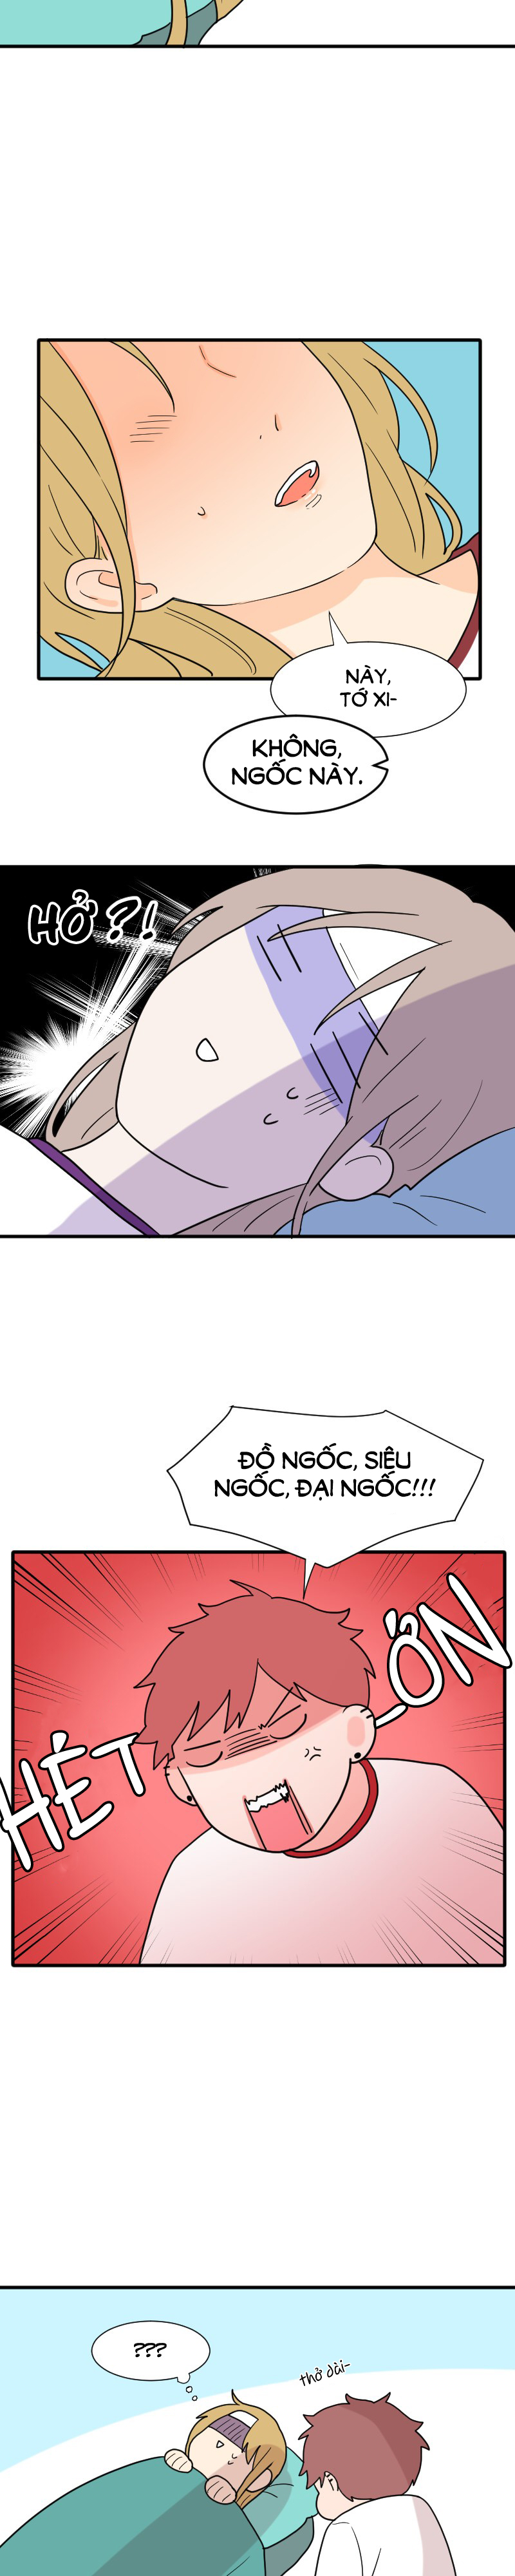 NÀY,
TỚ XI-
KHÔNG,
NGỐC NÀY.
HỞ?!
ĐỒ NGỐC, SIÊU
NGỐC, ĐẠI NGỐC!!!
HÉT
ỚN
???
thở dài-